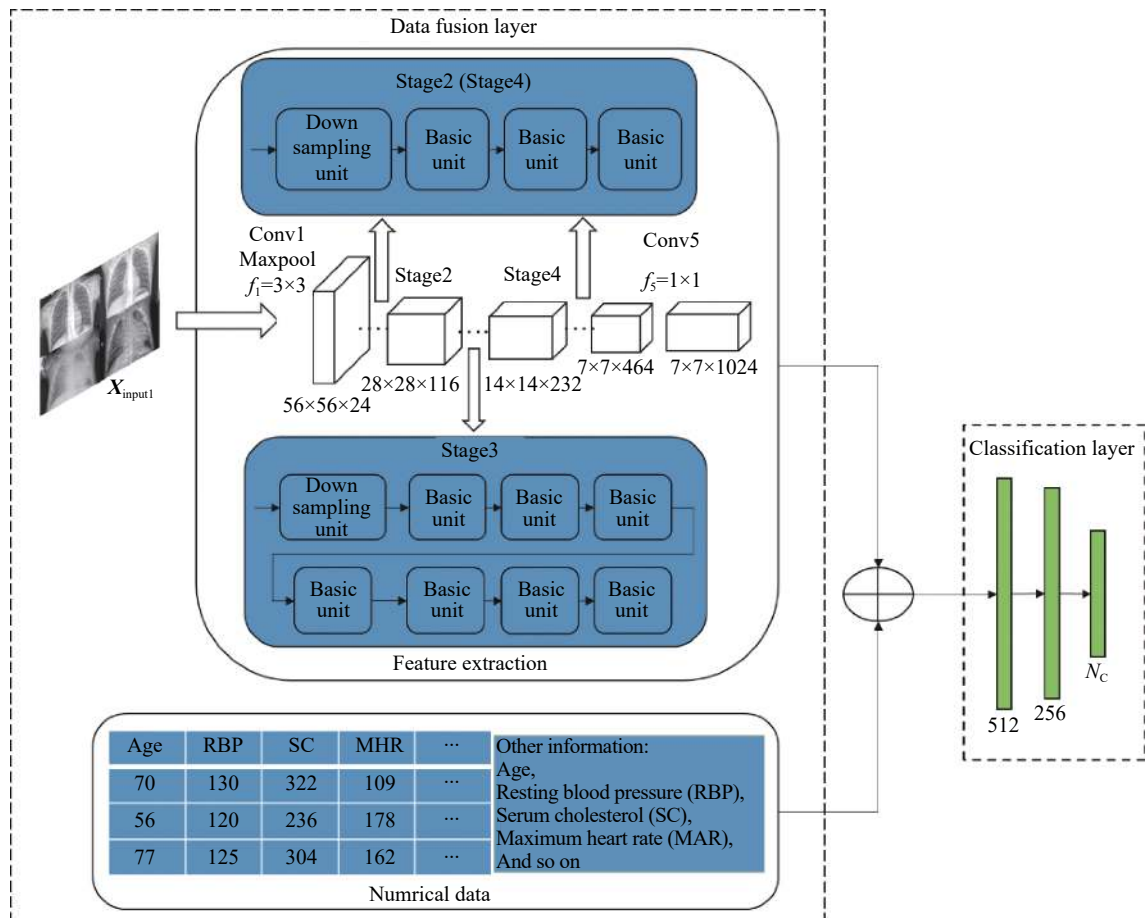 Data fusion layer
Stage2 (Stage4)
Down
sampling
unit
Basic
unit
Basic
unit
Basic
unit
Conv1
Maxpool
f₁=3×3
Stage2
Stage4
Conv5
f₅=1×1
X_input1
56×56×24
28×28×116
14×14×232
7×7×464
7×7×1024
Stage3
Down
sampling
unit
Basic
unit
Basic
unit
Basic
unit
Basic
unit
Basic
unit
Basic
unit
Basic
unit
Feature extraction
Classification layer
512
256
N_C
Age RBP SC MHR ···
70 130 322 109 ···
56 120 236 178 ···
77 125 304 162 ···
Other information:
Age,
Resting blood pressure (RBP),
Serum cholesterol (SC),
Maximum heart rate (MAR),
And so on
Numrical data